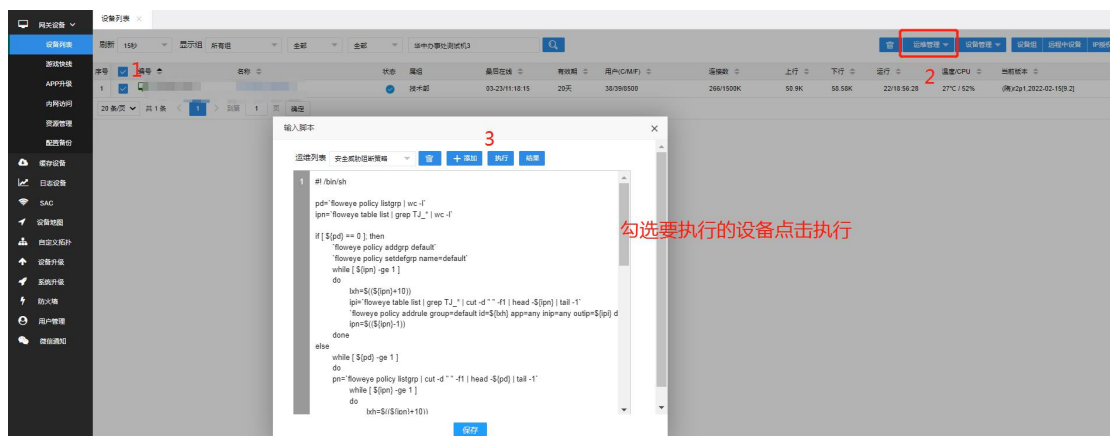 网关设备
设备列表
游戏快线
APP升级
内网访问
资源管理
配置备份
缓存设备
日志设备
SAC
设备地图
自定义拓扑
设备升级
系统升级
防火墙
用户管理
微信通知
设备列表 ×
刷新 15秒 显示组 所有组 全部 全部 华中办事处测试机3 运维管理 设备管理 设备组 远程中设备
序号 1 编号 名称 状态 属组 最后在线 有效期 用户(C/M/F) 连接数 上行 下行 运行 2 温度/CPU 当前版本
1 技术部 03-23/11:18:15 20天 38/39/8500 266/1500K 50.9K 58.58K 22/18:56:28 27°C / 52% (隋)x2p1,2022-02-15[9.2]
20 条/页 共 1 条 1 到第 1 页 确定
输入脚本 ×
3
运维列表 安全威胁阻断策略 添加 执行 结果
1 #! /bin/sh
pd=`floweye policy listgrp | wc -l`
ipn=`floweye table list | grep TJ_* | wc -l`
if [ ${pd} == 0 ]; then
`floweye policy addgrp default`
`floweye policy setdefgrp name=default`
while [ ${ipn} -ge 1 ]
do
lxh=$((${ipn}+10))
ipi=`floweye table list | grep TJ_* | cut -d " " -f1 | head -${ipn} | tail -1`
`floweye policy addrule group=default id=${lxh} app=any inip=any outip=${ipi} d
ipn=$((${ipn}-1))
done
else
while [ ${pd} -ge 1 ]
do
pn=`floweye policy listgrp | cut -d " " -f1 | head -${pd} | tail -1`
while [ ${ipn} -ge 1 ]
do
lxh=$((${ipn}+10))
勾选要执行的设备点击执行
保存